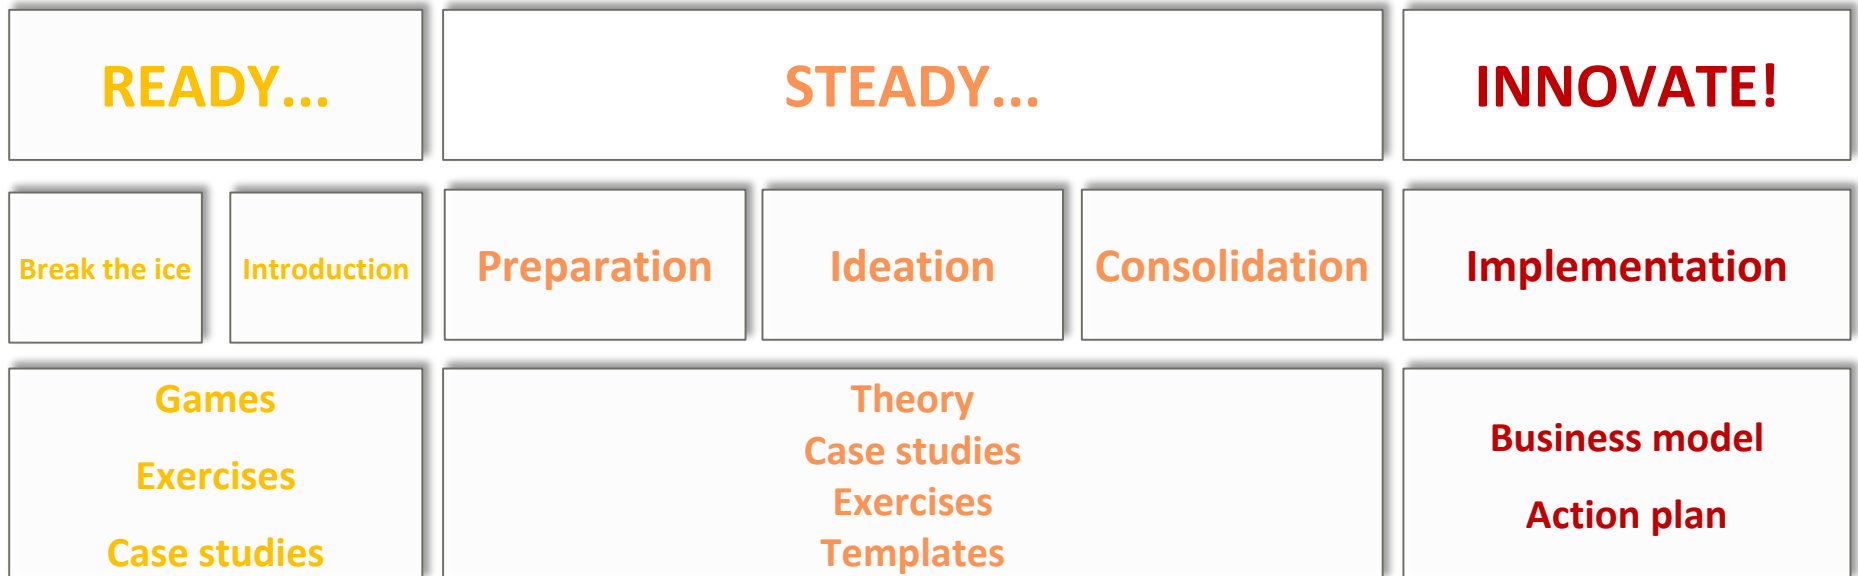 READY...
STEADY...
INNOVATE!
Break the ice
Introduction
Preparation
Ideation
Consolidation
Implementation
Games
Exercises
Case studies
Theory
Case studies
Exercises
Templates
Business model
Action plan